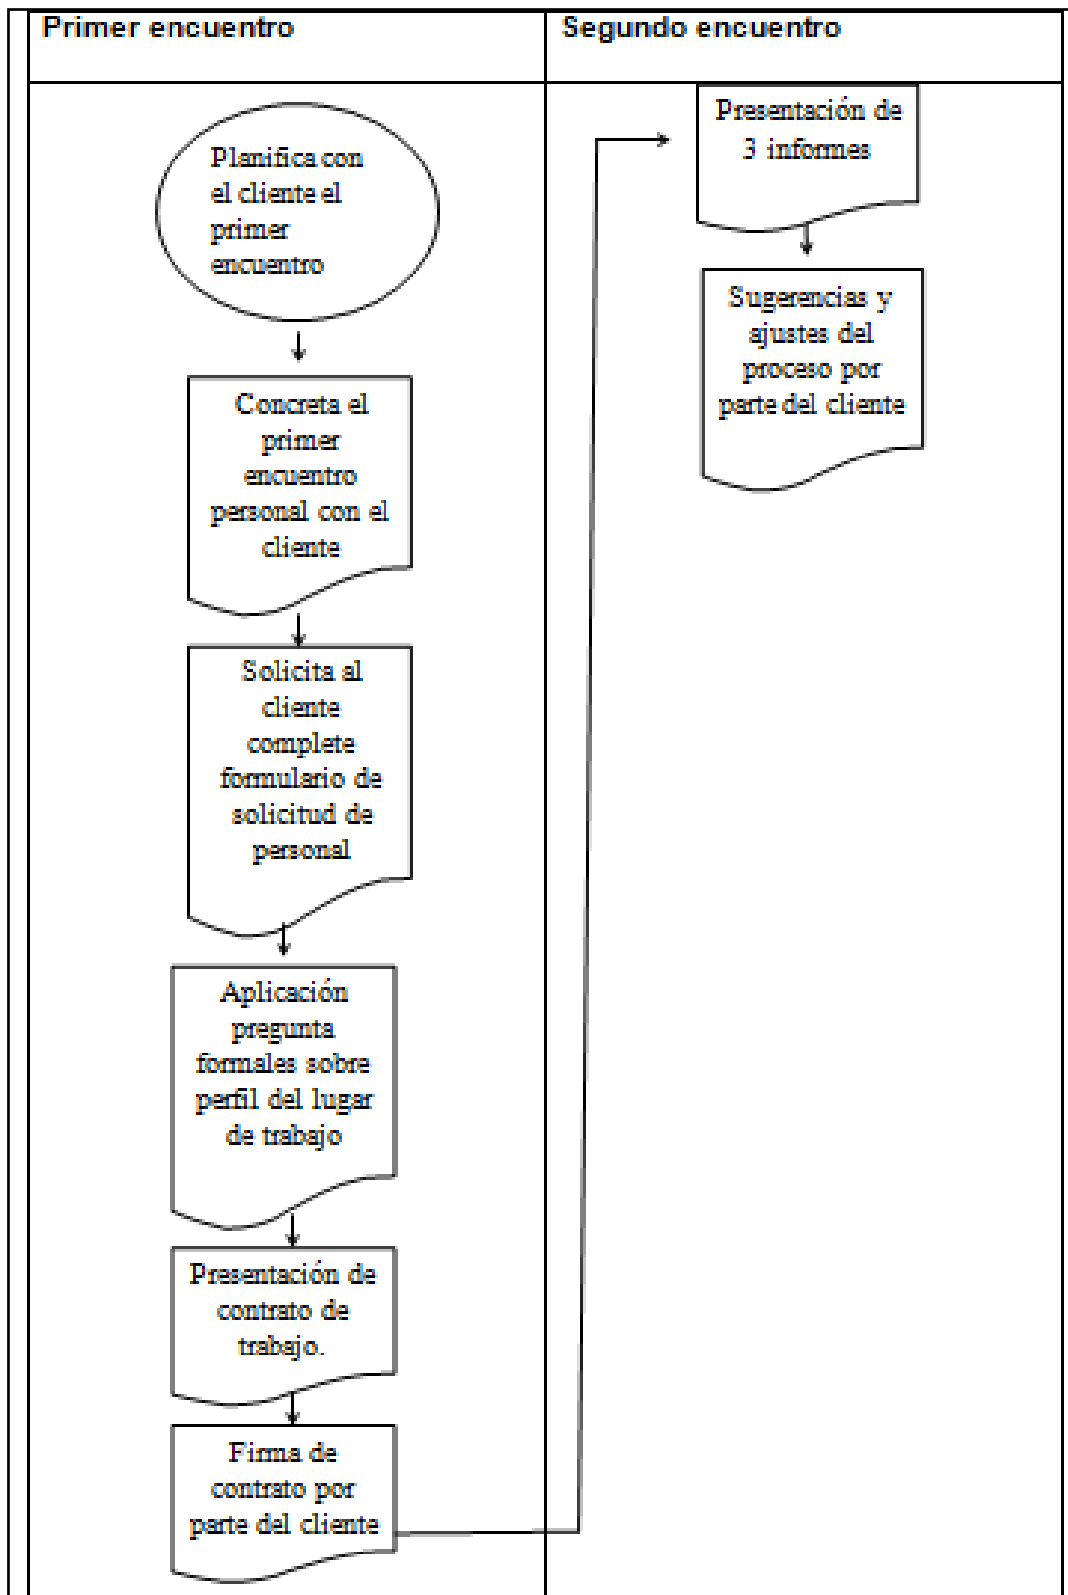 Primer encuentro
Segundo encuentro
Planifica con
el cliente el
primer
encuentro
Concreta el
primer
encuentro
personal con el
cliente
Solicita al
cliente
complete
formulario de
solicitud de
personal
Aplicación
pregunta
formales sobre
perfil del lugar
de trabajo
Presentación de
contrato de
trabajo.
Firma de
contrato por
parte del cliente
Presentación de
3 informes
Sugerencias y
ajustes del
proceso por
parte del cliente